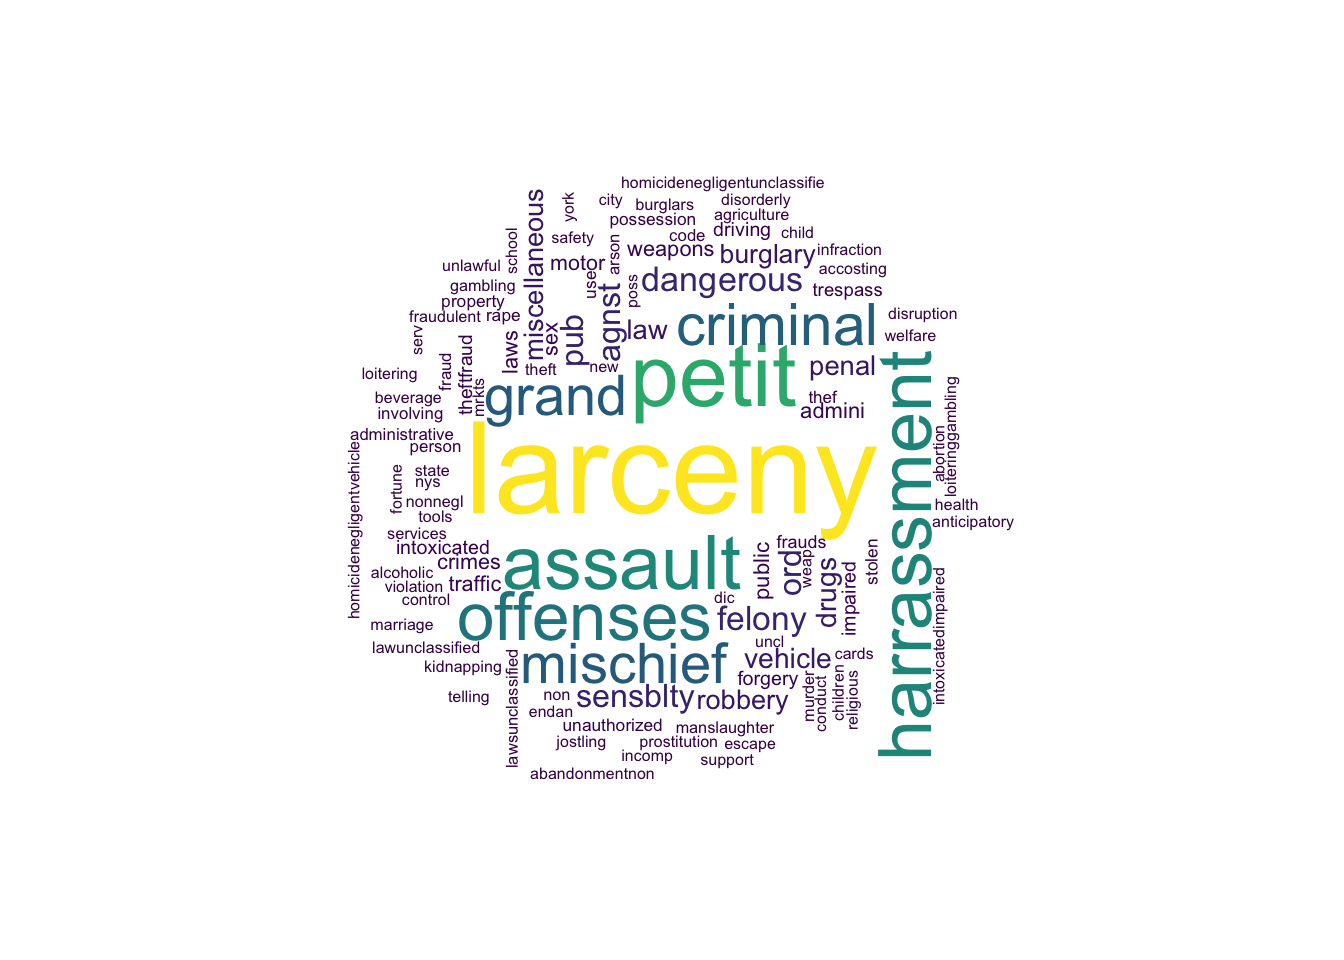 homicidenegligentunclassifie
city
burglars
disorderly
york
possession
agriculture
code
driving
child
school
miscellaneous
safety
arson
weapons
burglary
infraction
unlawful
motor
accosting
gambling
use
poss
dangerous
trespass
property
fraudulent
rape
sex
pub
agnst
law
criminal
disruption
welfare
serv
laws
theft
new
petit
penal
loitering
fraud
theftfraud
mrkts
grand
thef
admini
harrassment
beverage
involving
administrative
person
larceny
abortion
loiteringgambling
homicidenegligentvehicle
fortune
state
nys
nonnegl
tools
health
anticipatory
services
intoxicated
crimes
assault
public
frauds
ord
weap
stolen
alcoholic
violation
traffic
control
dic
drugs
impaired
intoxicatedimpaired
marriage
offenses
felony
uncl
lawunclassified
kidnapping
lawsunclassified
mischief
vehicle
cards
forgery
telling
non
sensblty
robbery
murder
conduct
children
religious
endan
unauthorized
manslaughter
jostling
prostitution
escape
incomp
support
abandonmentnon